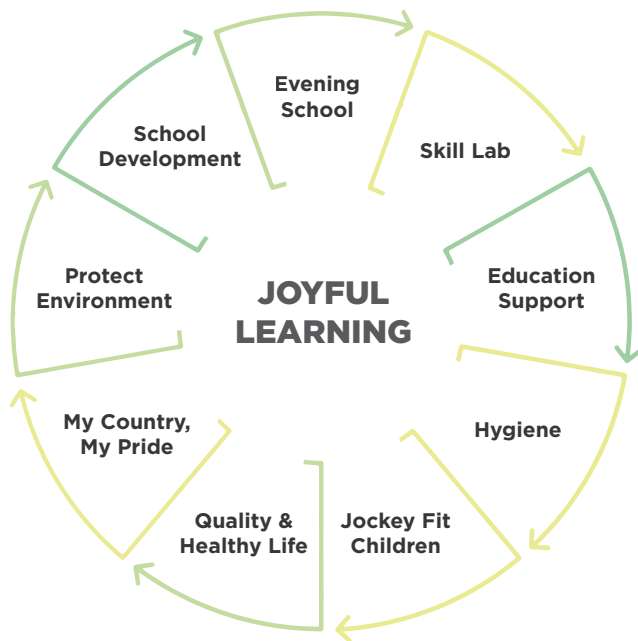 Evening
School
Skill Lab
Education
Support
Hygiene
Jockey Fit
Children
Quality &
Healthy Life
My Country,
My Pride
Protect
Environment
School
Development
JOYFUL
LEARNING